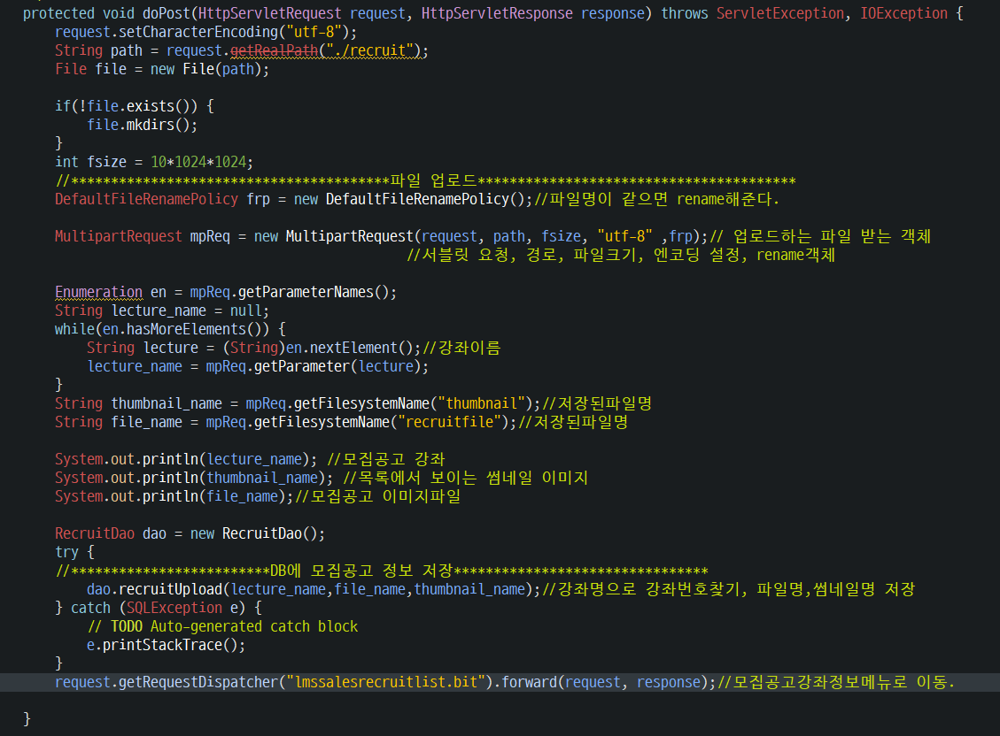 protected void doPost(HttpServletRequest request, HttpServletResponse response) throws ServletException, IOException {
    request.setCharacterEncoding("utf-8");
    String path = request.getRealPath("./recruit");
    File file = new File(path);

    if(!file.exists()) {
        file.mkdirs();
    }
    int fsize = 10*1024*1024;
    //****************************************파일 업로드****************************************
    DefaultFileRenamePolicy frp = new DefaultFileRenamePolicy();//파일명이 같으면 rename해준다.

    MultipartRequest mpReq = new MultipartRequest(request, path, fsize, "utf-8" ,frp);// 업로드하는 파일 받는 객체
                                                //서블릿 요청, 경로, 파일크기, 엔코딩 설정, rename객체

    Enumeration en = mpReq.getParameterNames();
    String lecture_name = null;
    while(en.hasMoreElements()) {
        String lecture = (String)en.nextElement();//강좌이름
        lecture_name = mpReq.getParameter(lecture);
    }
    String thumbnail_name = mpReq.getFilesystemName("thumbnail");//저장된파일명
    String file_name = mpReq.getFilesystemName("recruitfile");//저장된파일명

    System.out.println(lecture_name); //모집공고 강좌
    System.out.println(thumbnail_name); //목록에서 보이는 썸네일 이미지
    System.out.println(file_name);//모집공고 이미지파일

    RecruitDao dao = new RecruitDao();
    try {
    //*************************DB에 모집공고 정보 저장********************************
        dao.recruitUpload(lecture_name,file_name,thumbnail_name);//강좌명으로 강좌번호찾기, 파일명,썸네일명 저장
    } catch (SQLException e) {
        // TODO Auto-generated catch block
        e.printStackTrace();
    }
    request.getRequestDispatcher("lmssalesrecruitlist.bit").forward(request, response);//모집공고강좌정보메뉴로 이동.

}